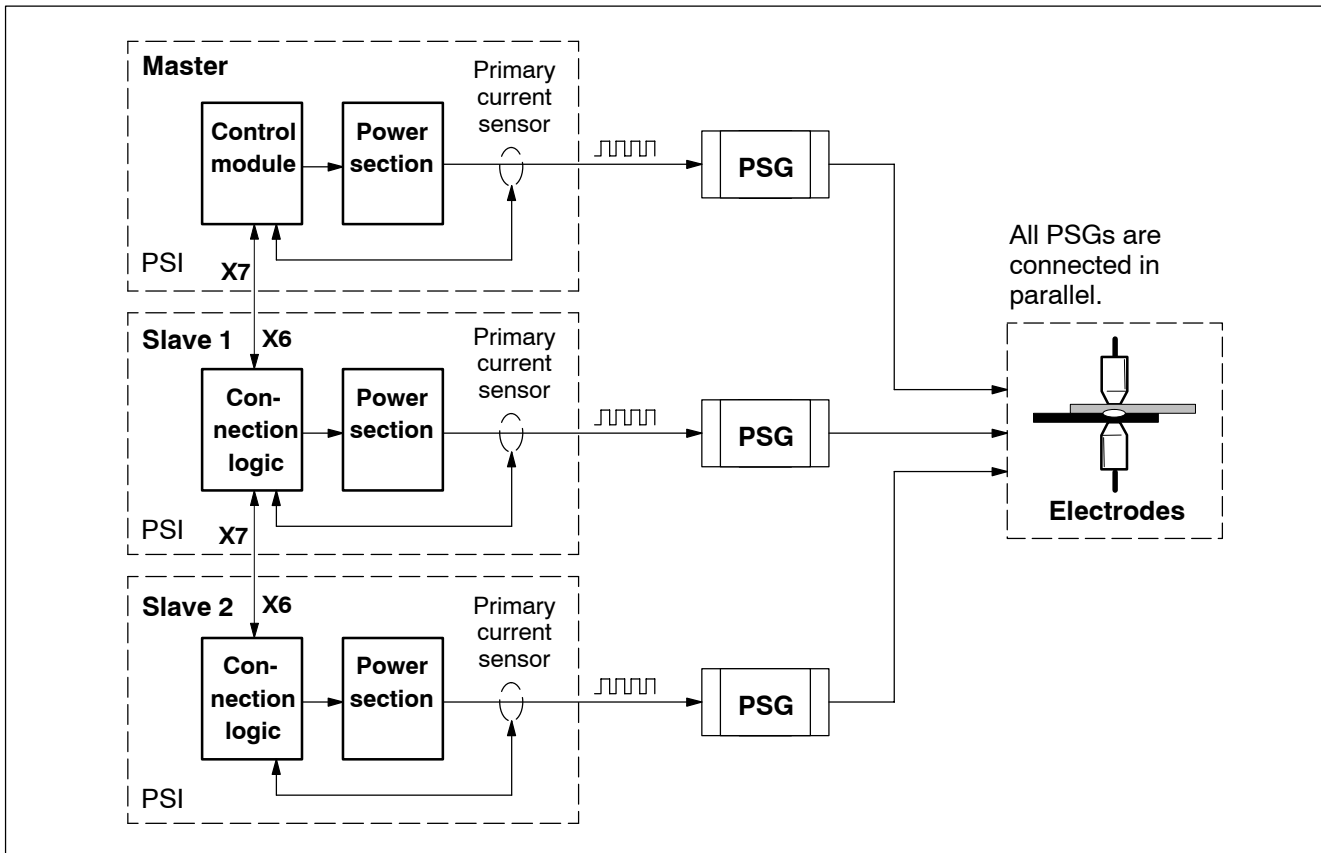 Master
Control
module
Power
section
Primary
current
sensor
PSG
PSI
X7
All PSGs are
connected in
parallel.
Slave 1
X6
Con-
nection
logic
Power
section
Primary
current
sensor
PSG
Electrodes
PSI
X7
Slave 2
X6
Con-
nection
logic
Power
section
Primary
current
sensor
PSG
PSI